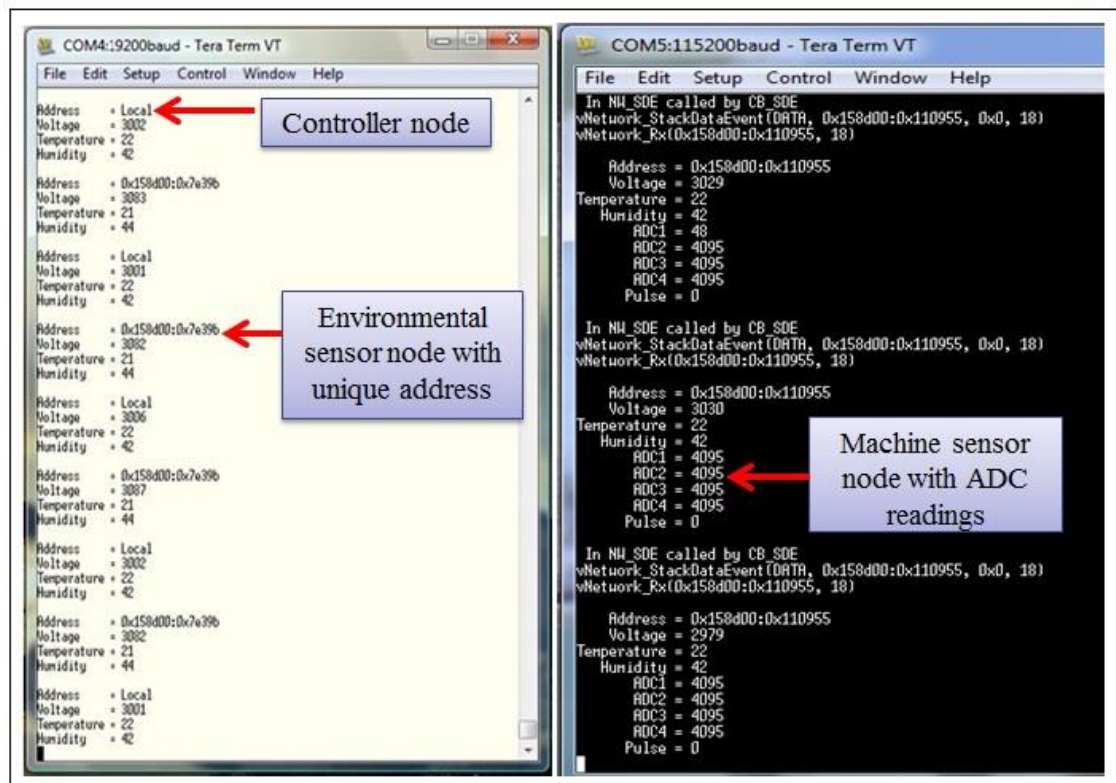 COM4:19200baud - Tera Term VT
File Edit Setup Control Window Help
Address = Local
Voltage = 3002
Temperature = 22
Humidity = 42
Address = 0x158d00:0x7e39b
Voltage = 3083
Temperature = 21
Humidity = 44
Address = Local
Voltage = 3001
Temperature = 22
Humidity = 42
Address = 0x158d00:0x7e39b
Voltage = 3082
Temperature = 21
Humidity = 44
Address = Local
Voltage = 3006
Temperature = 22
Humidity = 42
Address = 0x158d00:0x7e39b
Voltage = 3087
Temperature = 21
Humidity = 44
Address = Local
Voltage = 3002
Temperature = 22
Humidity = 42
Address = 0x158d00:0x7e39b
Voltage = 3082
Temperature = 21
Humidity = 44
Address = Local
Voltage = 3001
Temperature = 22
Humidity = 42
Controller node
Environmental
sensor node with
unique address
COM5:115200baud - Tera Term VT
File Edit Setup Control Window Help
In NW_SDE called by CB_SDE
vNetwork_StackDataEvent(DATA, 0x158d00:0x110955, 0x0, 18)
vNetwork_Rx(0x158d00:0x110955, 18)
Address = 0x158d00:0x110955
Voltage = 3029
Temperature = 22
Humidity = 42
ADC1 = 48
ADC2 = 4095
ADC3 = 4095
ADC4 = 4095
Pulse = 0
In NW_SDE called by CB_SDE
vNetwork_StackDataEvent(DATA, 0x158d00:0x110955, 0x0, 18)
vNetwork_Rx(0x158d00:0x110955, 18)
Address = 0x158d00:0x110955
Voltage = 3030
Temperature = 22
Humidity = 42
ADC1 = 4095
ADC2 = 4095
ADC3 = 4095
ADC4 = 4095
Pulse = 0
Machine sensor
node with ADC
readings
In NW_SDE called by CB_SDE
vNetwork_StackDataEvent(DATA, 0x158d00:0x110955, 0x0, 18)
vNetwork_Rx(0x158d00:0x110955, 18)
Address = 0x158d00:0x110955
Voltage = 2979
Temperature = 22
Humidity = 42
ADC1 = 4095
ADC2 = 4095
ADC3 = 4095
ADC4 = 4095
Pulse = 0